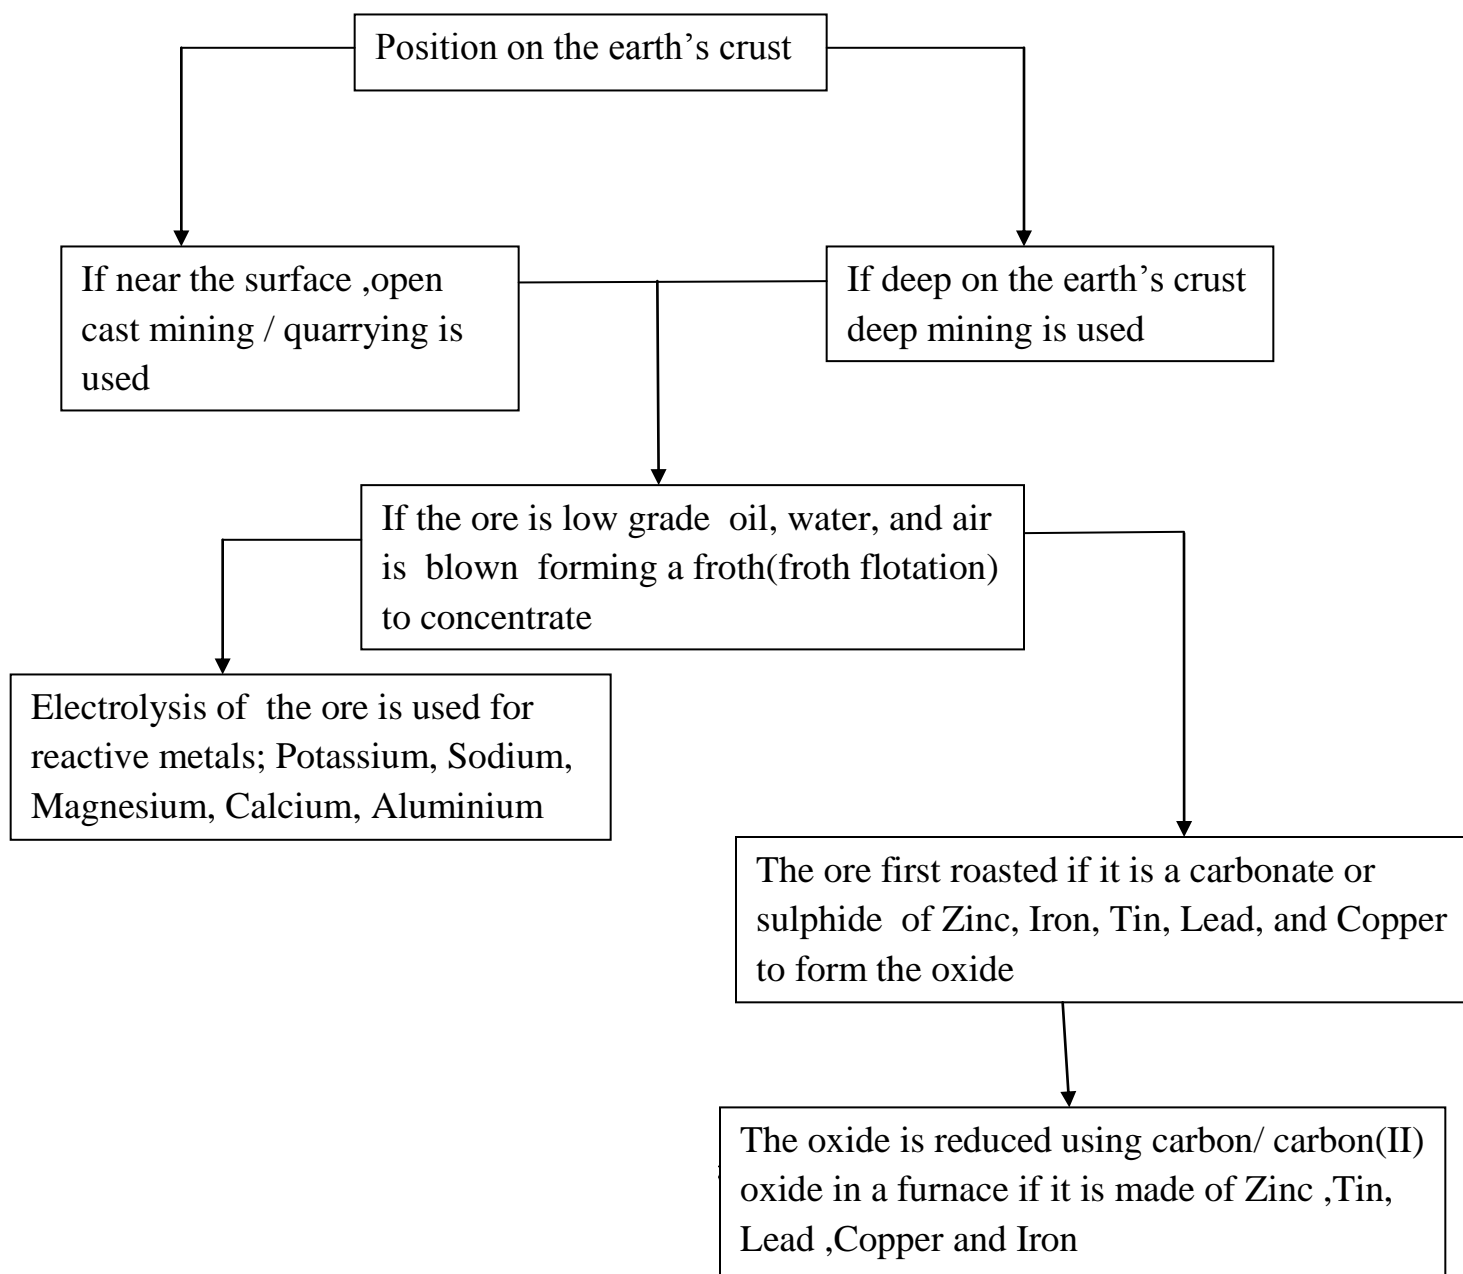 Position on the earth’s crust
If near the surface ,open
cast mining / quarrying is
used
If deep on the earth’s crust
deep mining is used
If the ore is low grade  oil, water, and air
is  blown  forming a froth(froth flotation)
to concentrate
Electrolysis of  the ore is used for
reactive metals; Potassium, Sodium,
Magnesium, Calcium, Aluminium
The ore first roasted if it is a carbonate or
sulphide  of Zinc, Iron, Tin, Lead, and Copper
to form the oxide
The oxide is reduced using carbon/ carbon(II)
oxide in a furnace if it is made of Zinc ,Tin,
Lead ,Copper and Iron